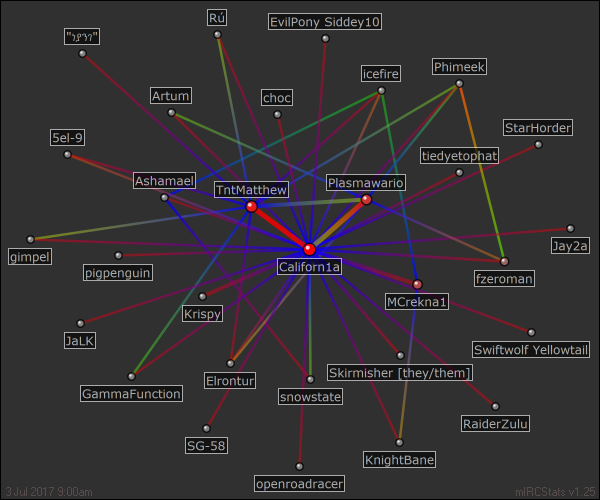 Rú
EvilPony Siddey10
icefire
Phimeek
Artum
choc
StarHorder
5el-9
tiedyetophat
Ashamael
TntMatthew
Plasmawario
gimpel
Jay2a
Californ1a
pigpenguin
fzeroman
MCrekna1
Krispy
JaLK
Swiftwolf Yellowtail
Skirmisher [they/them]
GammaFunction
Elrontur
snowstate
RaiderZulu
SG-58
KnightBane
openroadracer
3 Jul 2017 9:00am
mIRCStats v1.25